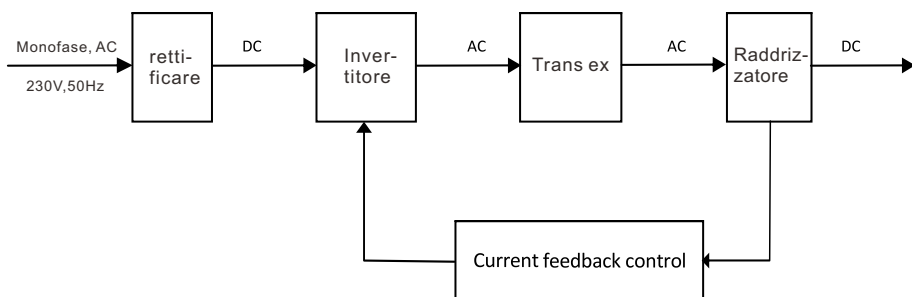 Monofase, AC
230V,50Hz
retti-
ficare
DC
Inver-
titore
AC
Trans ex
AC
Raddriz-
zatore
DC
Current feedback control